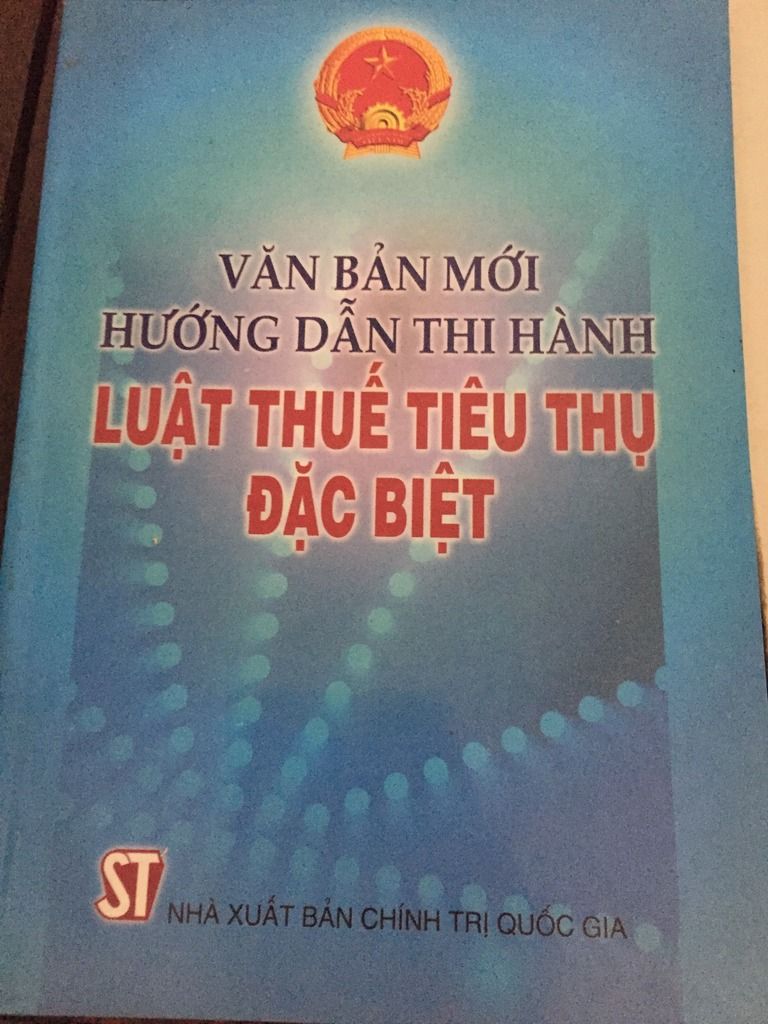 VĂN BẢN MỚI
HƯỚNG DẪN THI HÀNH
LUẬT THUẾ TIÊU THỤ
ĐẶC BIỆT
ST
NHÀ XUẤT BẢN CHÍNH TRỊ QUỐC GIA